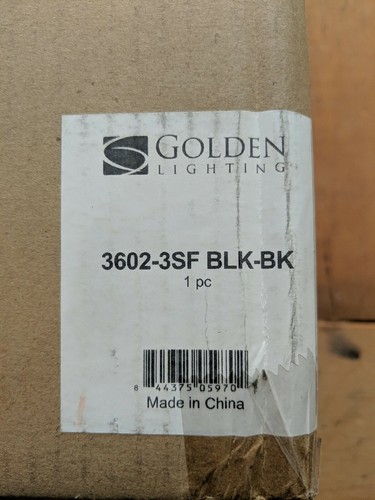 GOLDEN
LIGHTING
3602-3SF BLK-BK
1 pc
8 44375 05970
Made in China